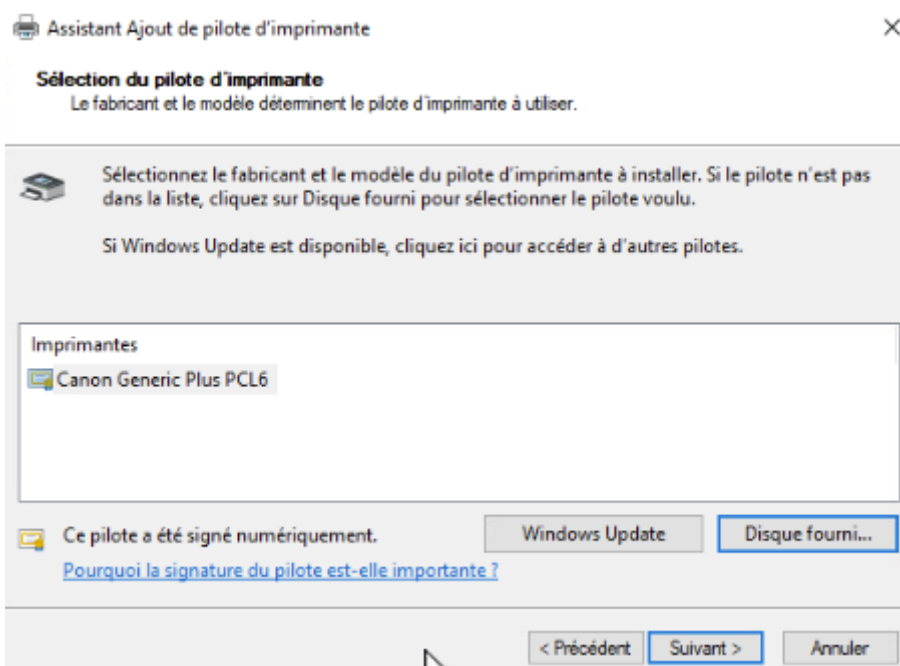 Assistant Ajout de pilote d'imprimante
Sélection du pilote d'imprimante
Le fabricant et le modèle déterminent le pilote d'imprimante à utiliser.
Sélectionnez le fabricant et le modèle du pilote d'imprimante à installer. Si le pilote n'est pas
dans la liste, cliquez sur Disque fourni pour sélectionner le pilote voulu.
Si Windows Update est disponible, cliquez ici pour accéder à d'autres pilotes.
Imprimantes
Canon Generic Plus PCL6
Ce pilote a été signé numériquement.
Windows Update
Disque fourni...
Pourquoi la signature du pilote est-elle importante ?
< Précédent
Suivant >
Annuler